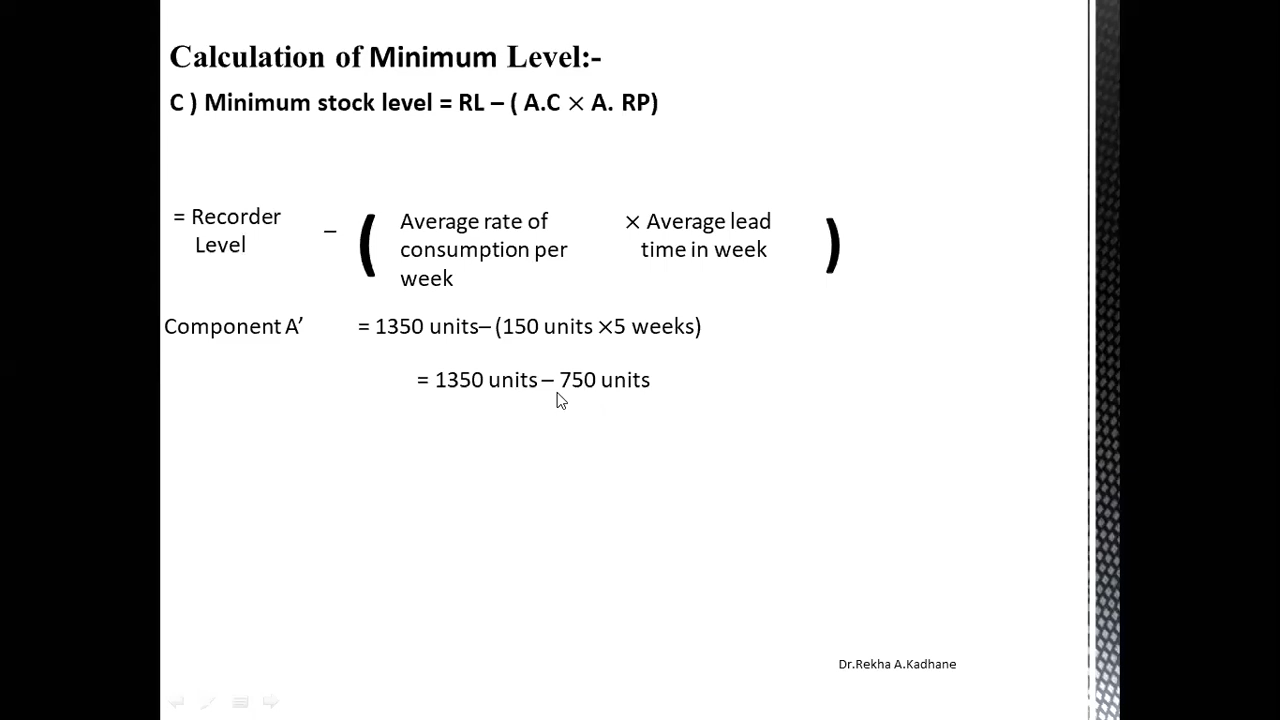 Calculation of Minimum Level:-
C ) Minimum stock level = RL – ( A.C × A. RP)
= Recorder Level – ( Average rate of consumption per week × Average lead time in week )
Component A’ = 1350 units– (150 units ×5 weeks)
= 1350 units – 750 units
Dr.Rekha A.Kadhane